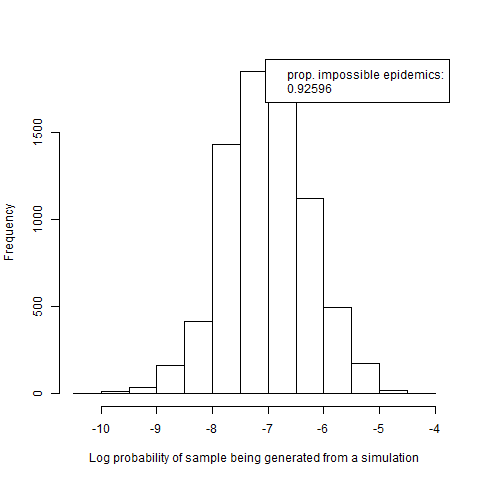 prop. impossible epidemics:
0.92596
1500
1000
500
0
Frequency
-10 -9 -8 -7 -6 -5 -4
Log probability of sample being generated from a simulation